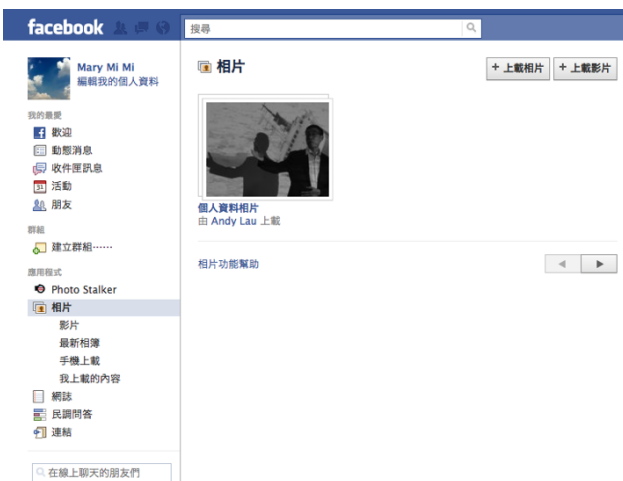 facebook
搜尋
Mary Mi Mi
編輯我的個人資料
我的最愛
歡迎
動態消息
收件匣訊息
31 活動
朋友
群組
建立群組⋯⋯
應用程式
Photo Stalker
相片
影片
最新相簿
手機上載
我上載的內容
網誌
民調問答
連結
在線上聊天的朋友們
相片
+ 上載相片
+ 上載影片
個人資料相片
由 Andy Lau 上載
相片功能幫助